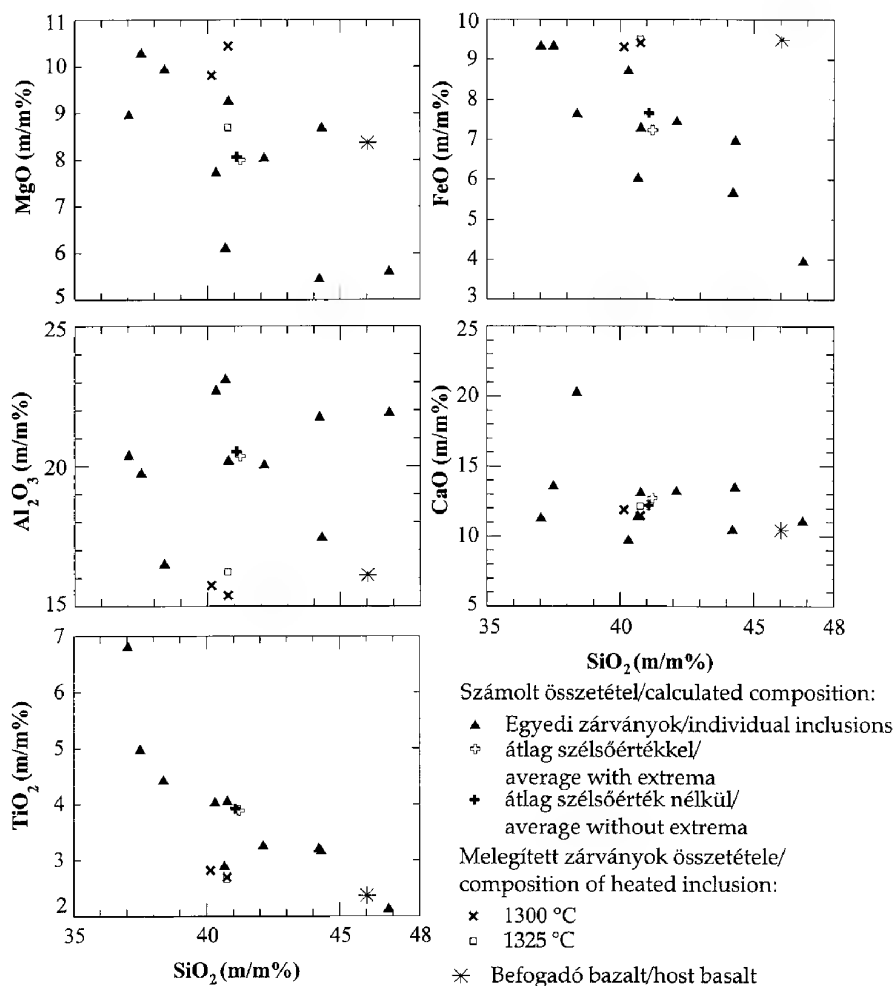 11
10
9
8
7
6
5
MgO (m/m%)
10
9
8
7
6
5
4
3
FeO (m/m%)
25
20
15
Al₂O₃ (m/m%)
25
20
15
10
5
CaO (m/m%)
35 40 45 48
SiO₂ (m/m%)
7
6
5
4
3
2
TiO₂ (m/m%)
35 40 45 48
SiO₂ (m/m%)
Számolt összetétel/calculated composition:
Egyedi zárványok/individual inclusions
átlag szélsőértékkel/
average with extrema
átlag szélsőérték nélkül/
average without extrema
Melegített zárványok összetétele/
composition of heated inclusion:
1300 °C
1325 °C
Befogadó bazalt/host basalt